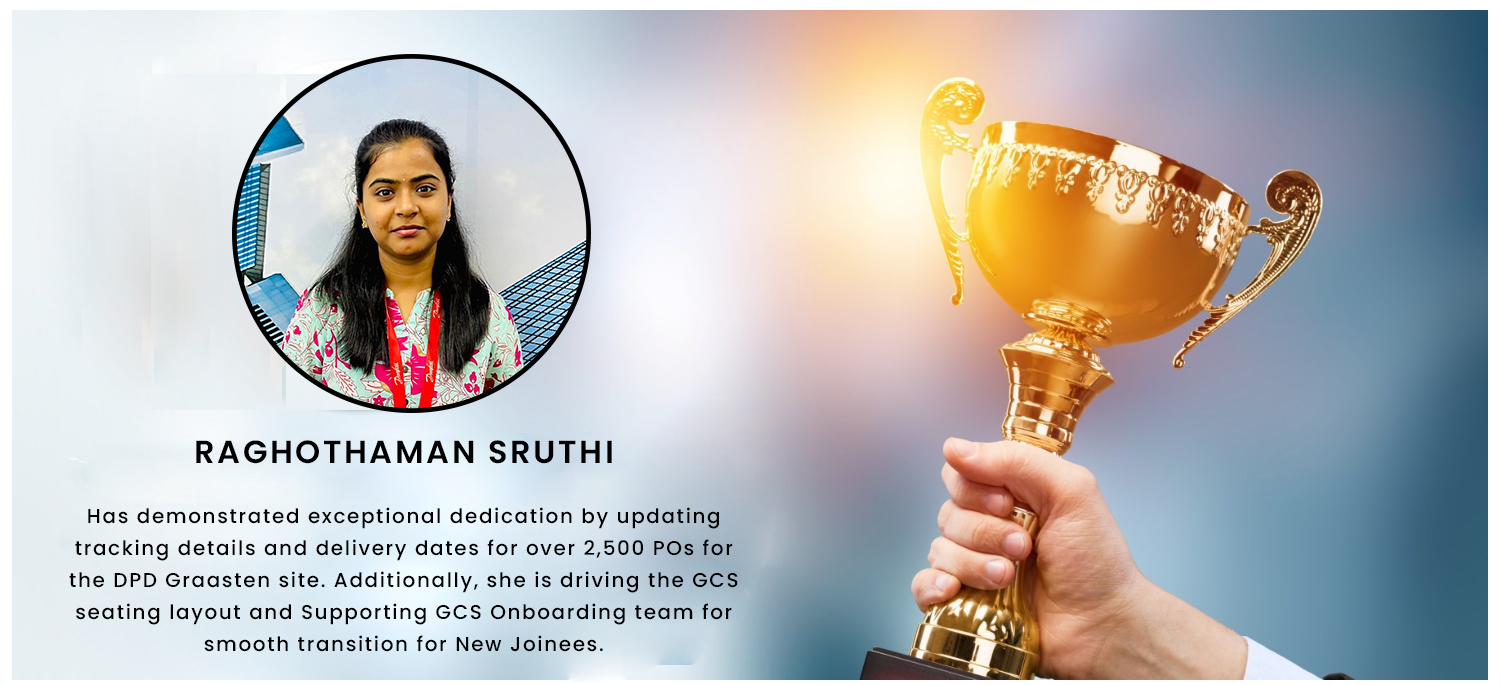 RAGHOTHAMAN SRUTHI
Has demonstrated exceptional dedication by updating
tracking details and delivery dates for over 2,500 POs for
the DPD Graasten site. Additionally, she is driving the GCS
seating layout and Supporting GCS Onboarding team for
smooth transition for New Joinees.